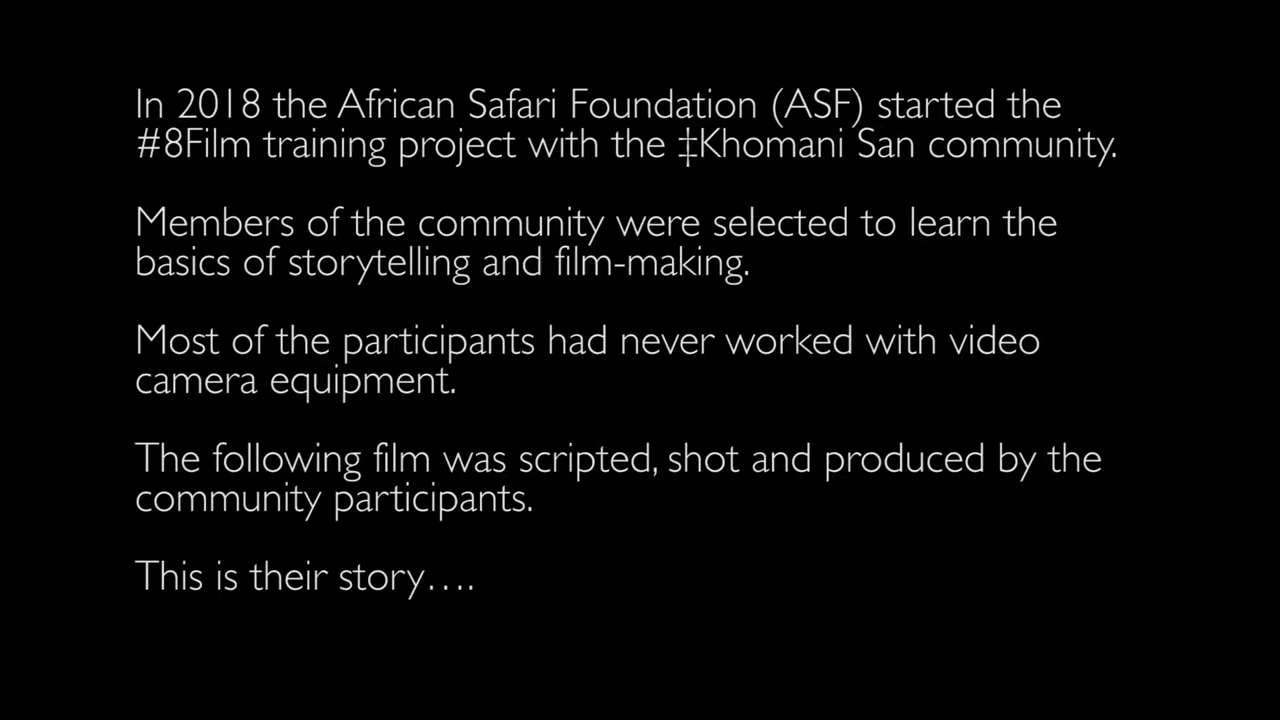 In 2018 the African Safari Foundation (ASF) started the
#8Film training project with the ‡Khomani San community.
Members of the community were selected to learn the
basics of storytelling and film-making.
Most of the participants had never worked with video
camera equipment.
The following film was scripted, shot and produced by the
community participants.
This is their story….